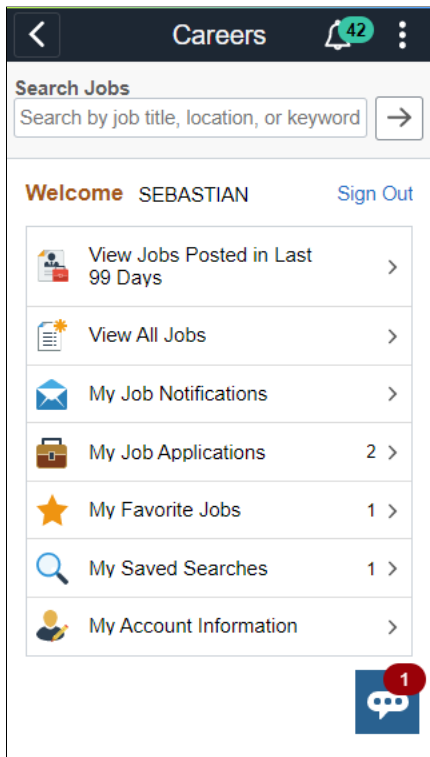 Careers
42
Search Jobs
Search by job title, location, or keyword
Welcome SEBASTIAN Sign Out
View Jobs Posted in Last
99 Days
View All Jobs
My Job Notifications
My Job Applications 2
My Favorite Jobs 1
My Saved Searches 1
My Account Information
1